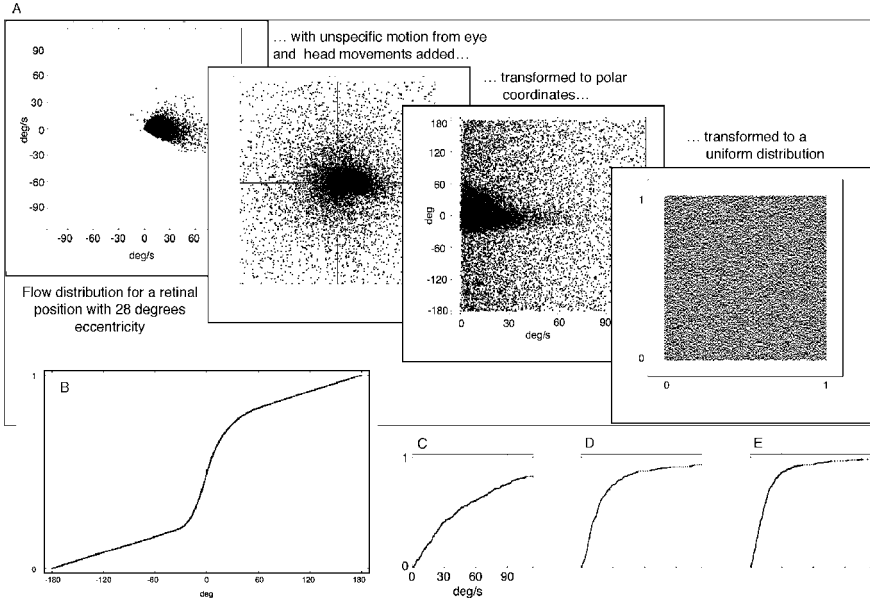 A
90
60
30
0
-30
-60
-90
deg/s
-90
-60
-30
0
30
60
deg/s
Flow distribution for a retinal
position with 28 degrees
eccentricity
… with unspecific motion from eye
and head movements added…
… transformed to polar
coordinates…
180
120
60
0
-60
-120
-180
deg
0
30
60
90
deg/s
… transformed to a
uniform distribution
1
0
0
1
B
1
0
-180
-120
-60
0
60
120
180
deg
C
1
0
0
30
60
90
deg/s
D
E